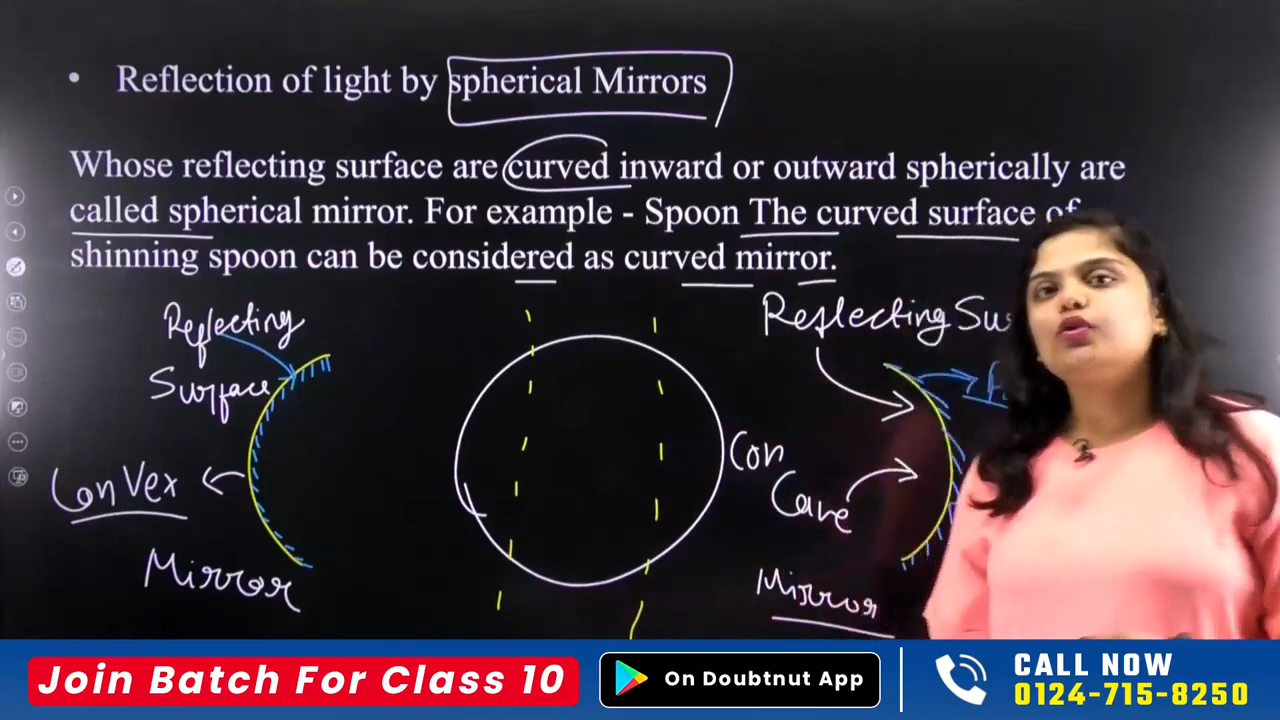 • Reflection of light by spherical Mirrors
Whose reflecting surface are curved inward or outward spherically are
called spherical mirror. For example - Spoon The curved surface of
shinning spoon can be considered as curved mirror.
Reflecting
Surface
Convex
Mirror
Reflecting
Con
Cave
Mirror
Join Batch For Class 10
On Doubtnut App
CALL NOW
0124-715-8250